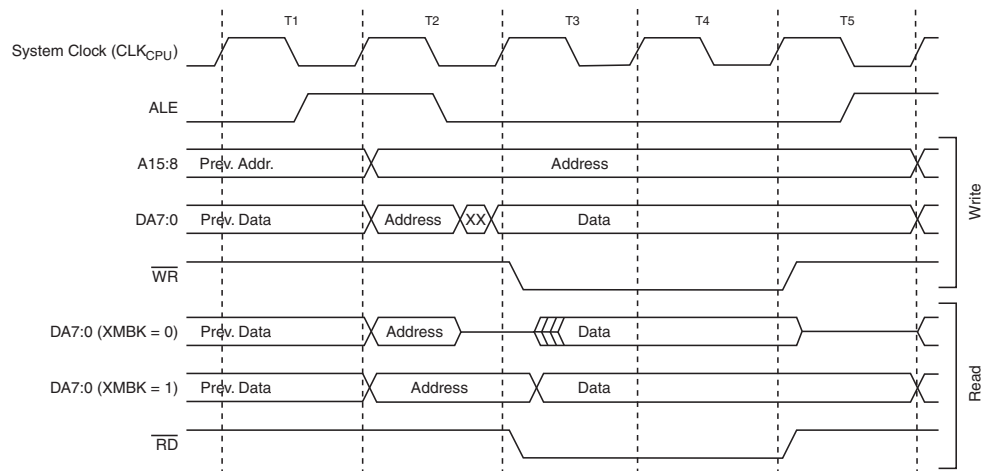 T1 T2 T3 T4 T5
System Clock (CLKCPU)
ALE
A15:8 Prev. Addr. Address
DA7:0 Prev. Data Address XX Data
WR
Write
DA7:0 (XMBK = 0) Prev. Data Address Data
DA7:0 (XMBK = 1) Prev. Data Address Data
RD
Read